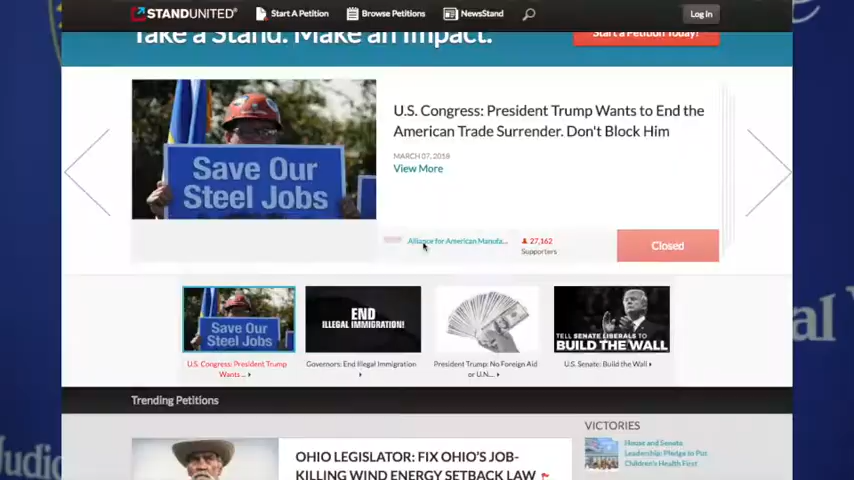 STANDUNITED
Start A Petition
Browse Petitions
NewsStand
Log In
Take a Stand. Make an Impact.
Start a Petition Today!
Save Our
Steel Jobs
U.S. Congress: President Trump Wants to End the
American Trade Surrender. Don't Block Him
MARCH 07, 2018
View More
Alliance for American Manufa...
27,162
Supporters
Closed
Save Our
Steel Jobs
END
ILLEGAL IMMIGRATION!
TELL SENATE LIBERALS TO
BUILD THE WALL
U.S. Congress: President Trump
Wants ...
Governors: End Illegal Immigration
President Trump: No Foreign Aid
or U.N...
U.S. Senate: Build the Wall
Trending Petitions
OHIO LEGISLATOR: FIX OHIO'S JOB-
KILLING WIND ENERGY SETBACK LAW
VICTORIES
House and Senate
Leadership: Pledge to Put
Children's Health First
Judic
al